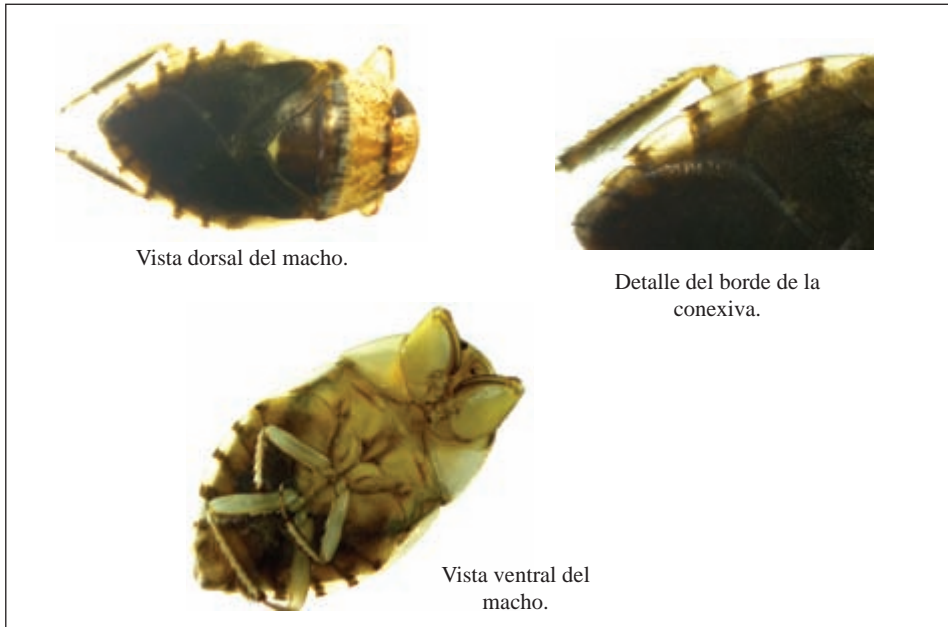 Vista dorsal del macho.
Detalle del borde de la
conexiva.
Vista ventral del
macho.